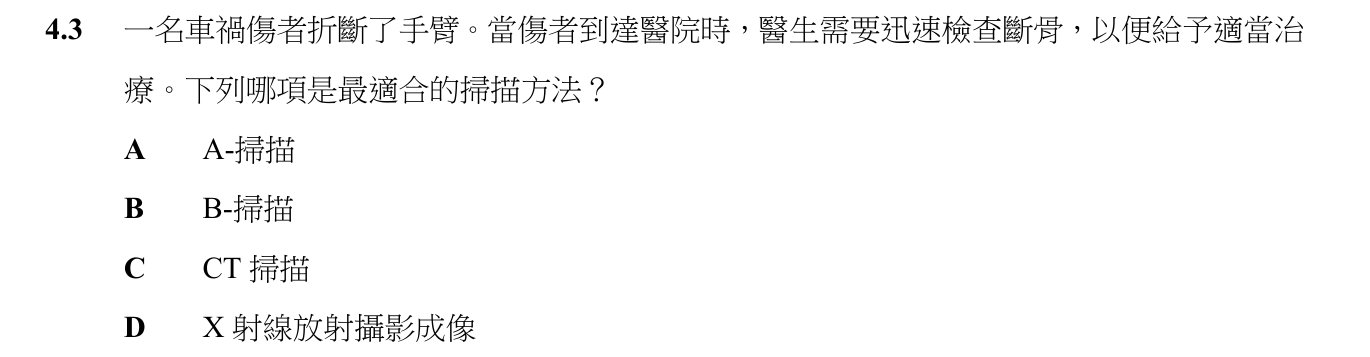 4.3 一名車禍傷者折斷了手臂。當傷者到達醫院時，醫生需要迅速檢查斷骨，以便給予適當治
療。下列哪項是最適合的掃描方法？
A A-掃描
B B-掃描
C CT 掃描
D X 射線放射攝影成像